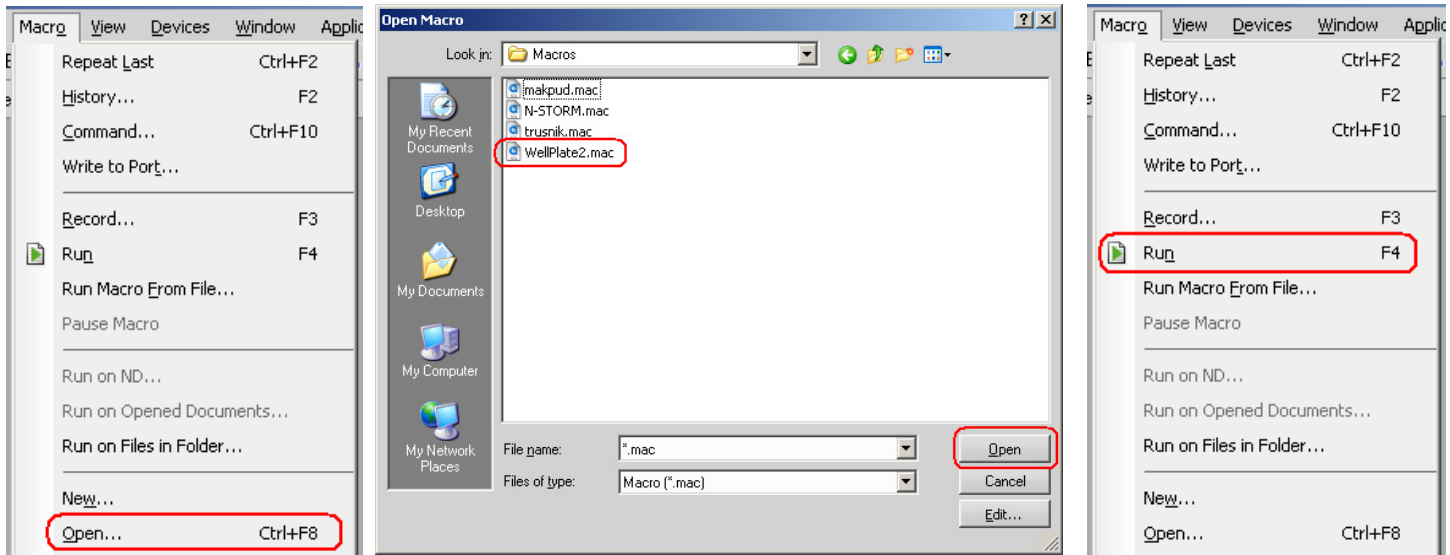 Macro View Devices Window Applic
Repeat Last Ctrl+F2
History... F2
Command... Ctrl+F10
Write to Port...
Record... F3
Run F4
Run Macro From File...
Pause Macro
Run on ND...
Run on Opened Documents...
Run on Files in Folder...
New...
Open... Ctrl+F8
Open Macro
Look in: Macros
makpud.mac
N-STORM.mac
trusnik.mac
WellPlate2.mac
My Recent
Documents
Desktop
My Documents
My Computer
My Network
Places
File name: *.mac Open
Files of type: Macro (*.mac) Cancel
Edit...
Macro View Devices Window Applic
Repeat Last Ctrl+F2
History... F2
Command... Ctrl+F10
Write to Port...
Record... F3
Run F4
Run Macro From File...
Pause Macro
Run on ND...
Run on Opened Documents...
Run on Files in Folder...
New...
Open... Ctrl+F8